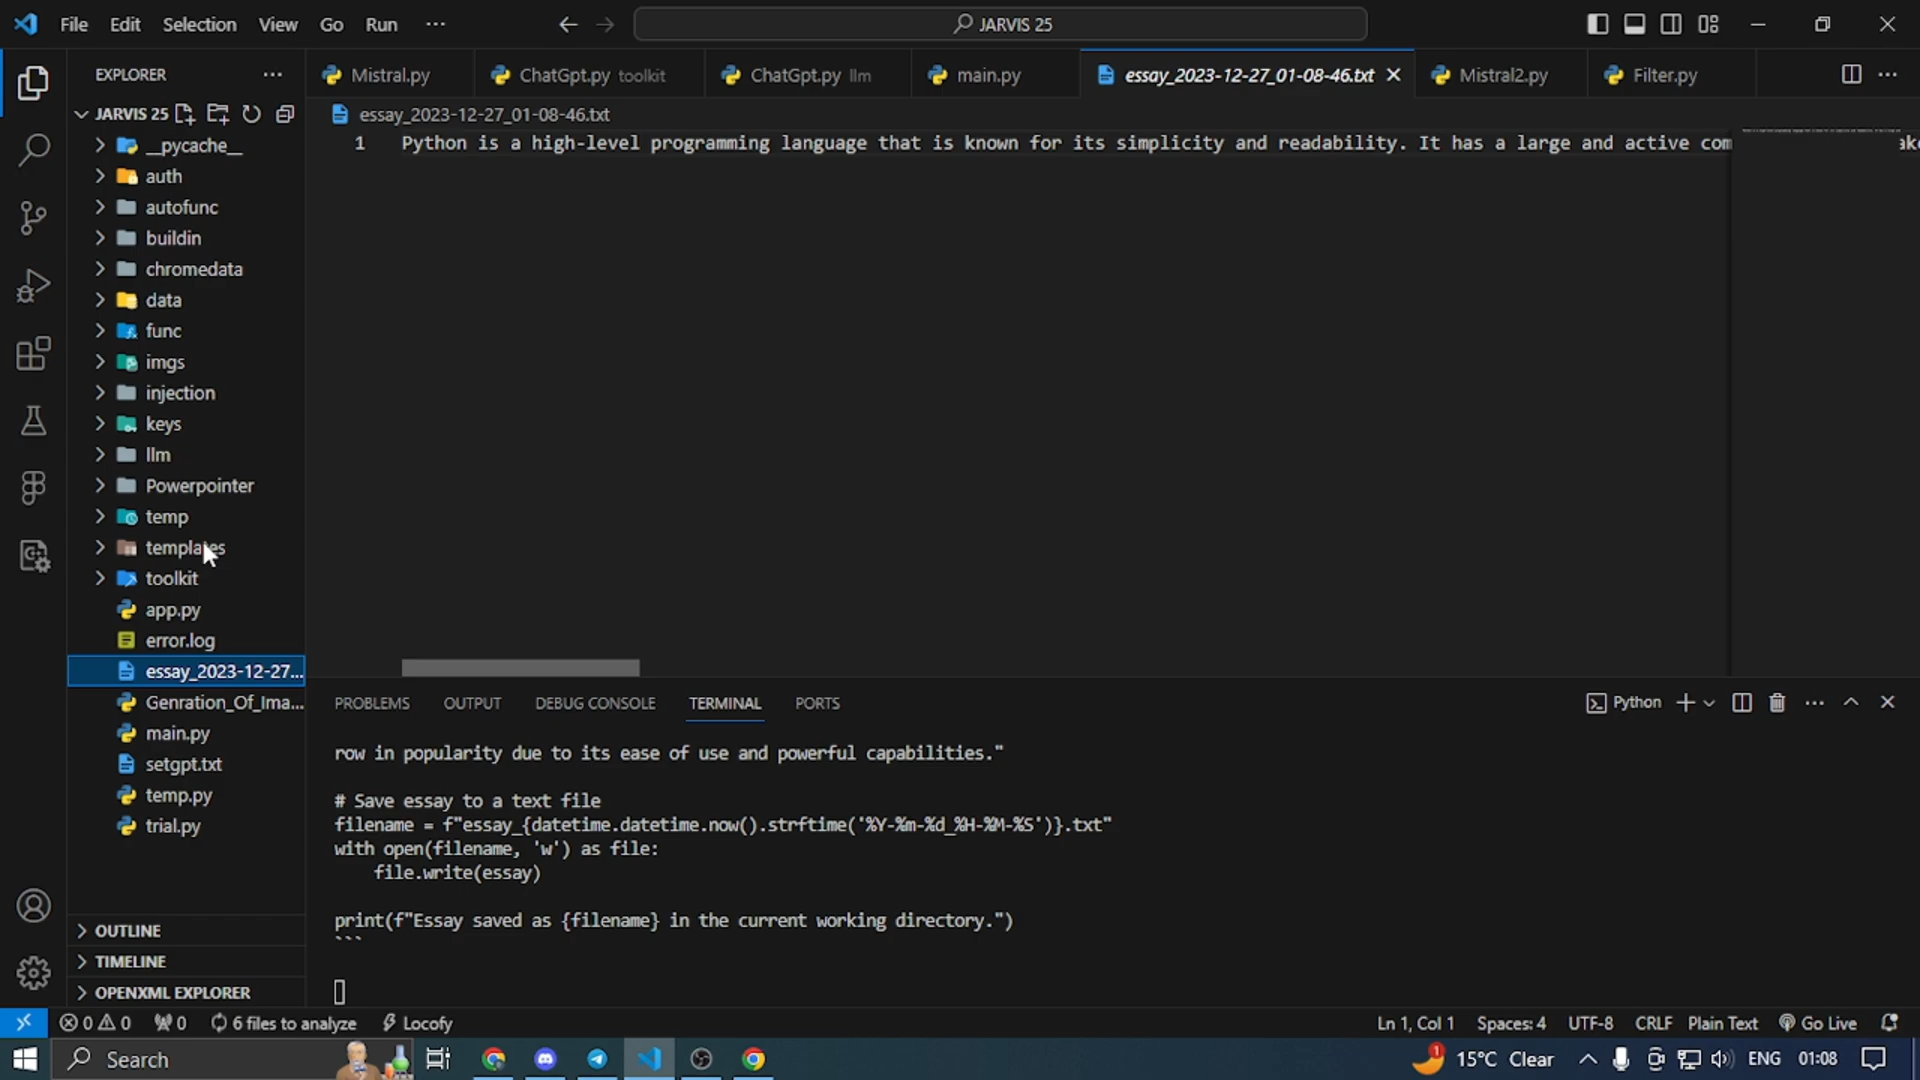 File Edit Selection View Go Run ···
JARVIS 25
EXPLORER
Mistral.py
ChatGpt.py toolkit
ChatGpt.py llm
main.py
essay_2023-12-27_01-08-46.txt
Mistral2.py
Filter.py
JARVIS 25
essay_2023-12-27_01-08-46.txt
1 Python is a high-level programming language that is known for its simplicity and readability. It has a large and active com
__pycache__
auth
autofunc
buildin
chromedata
data
func
imgs
injection
keys
llm
Powerpointer
temp
templates
toolkit
app.py
error.log
essay_2023-12-27...
Genration_Of_Ima...
main.py
setgpt.txt
temp.py
trial.py
OUTLINE
TIMELINE
OPENXML EXPLORER
PROBLEMS OUTPUT DEBUG CONSOLE TERMINAL PORTS
Python
row in popularity due to its ease of use and powerful capabilities."
# Save essay to a text file
filename = f"essay_{datetime.datetime.now().strftime('%Y-%m-%d_%H-%M-%S')}.txt"
with open(filename, 'w') as file:
    file.write(essay)
print(f"Essay saved as {filename} in the current working directory.")
```
0 0 0 6 files to analyze Locofy
Ln 1, Col 1 Spaces: 4 UTF-8 CRLF Plain Text Go Live
Search
1 15°C Clear ENG 01:08